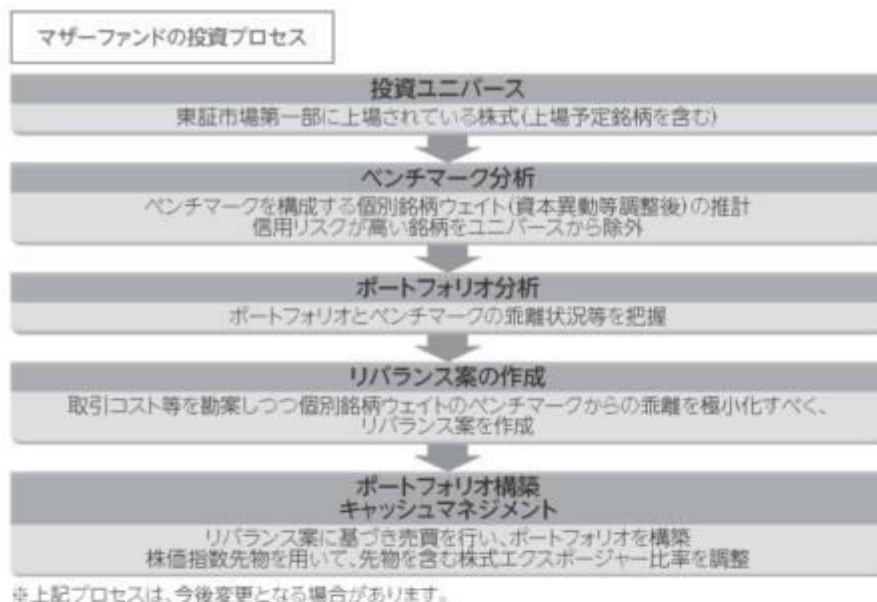 マザーファンドの投資プロセス
投資ユニバース
東証市場第一部に上場されている株式(上場予定銘柄を含む)
ベンチマーク分析
ベンチマークを構成する個別銘柄ウェイト(資本異動等調整後)の推計
信用リスクが高い銘柄をユニバースから除外
ポートフォリオ分析
ポートフォリオとベンチマークの乖離状況等を把握
リバランス案の作成
取引コスト等を勘案しつつ個別銘柄ウェイトのベンチマークからの乖離を極小化すべく、
リバランス案を作成
ポートフォリオ構築
キャッシュマネジメント
リバランス案に基づき売買を行い、ポートフォリオを構築
株価指数先物を用いて、先物を含む株式エクスポージャー比率を調整
※上記プロセスは、今後変更となる場合があります。